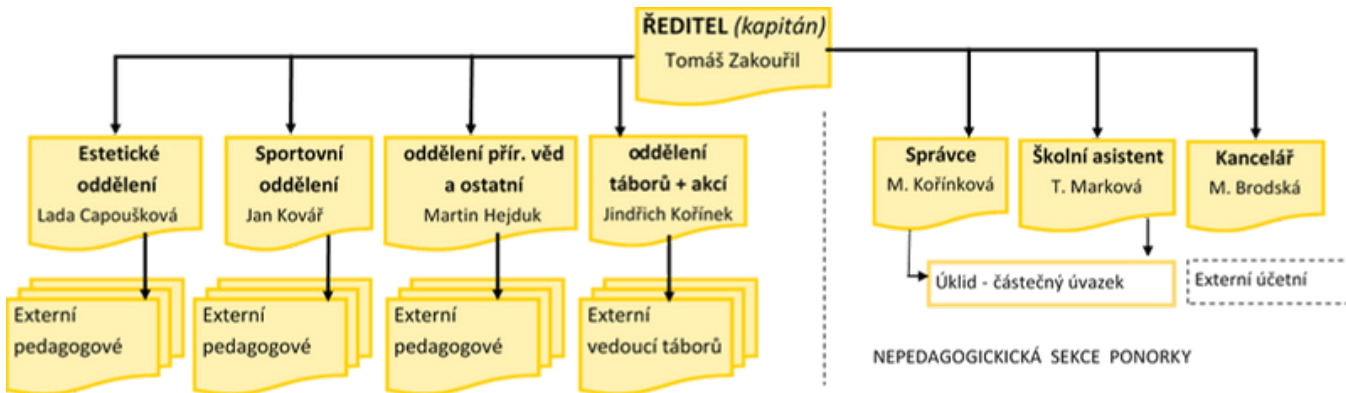 ŘEDITEL (kapitán)
Tomáš Zakouřil
Estetické
oddělení
Lada Capoušková
Sportovní
oddělení
Jan Kovář
oddělení přír. věd
a ostatní
Martin Hejduk
oddělení
táborů + akcí
Jindřich Kořínek
Správce
M. Kořínková
Školní asistent
T. Marková
Kancelář
M. Brodská
Externí
pedagogové
Externí
pedagogové
Externí
pedagogové
Externí
vedoucí táborů
Úklid - částečný úvazek
Externí účetní
NEPEDAGOGICKICKÁ SEKCE PONORKY